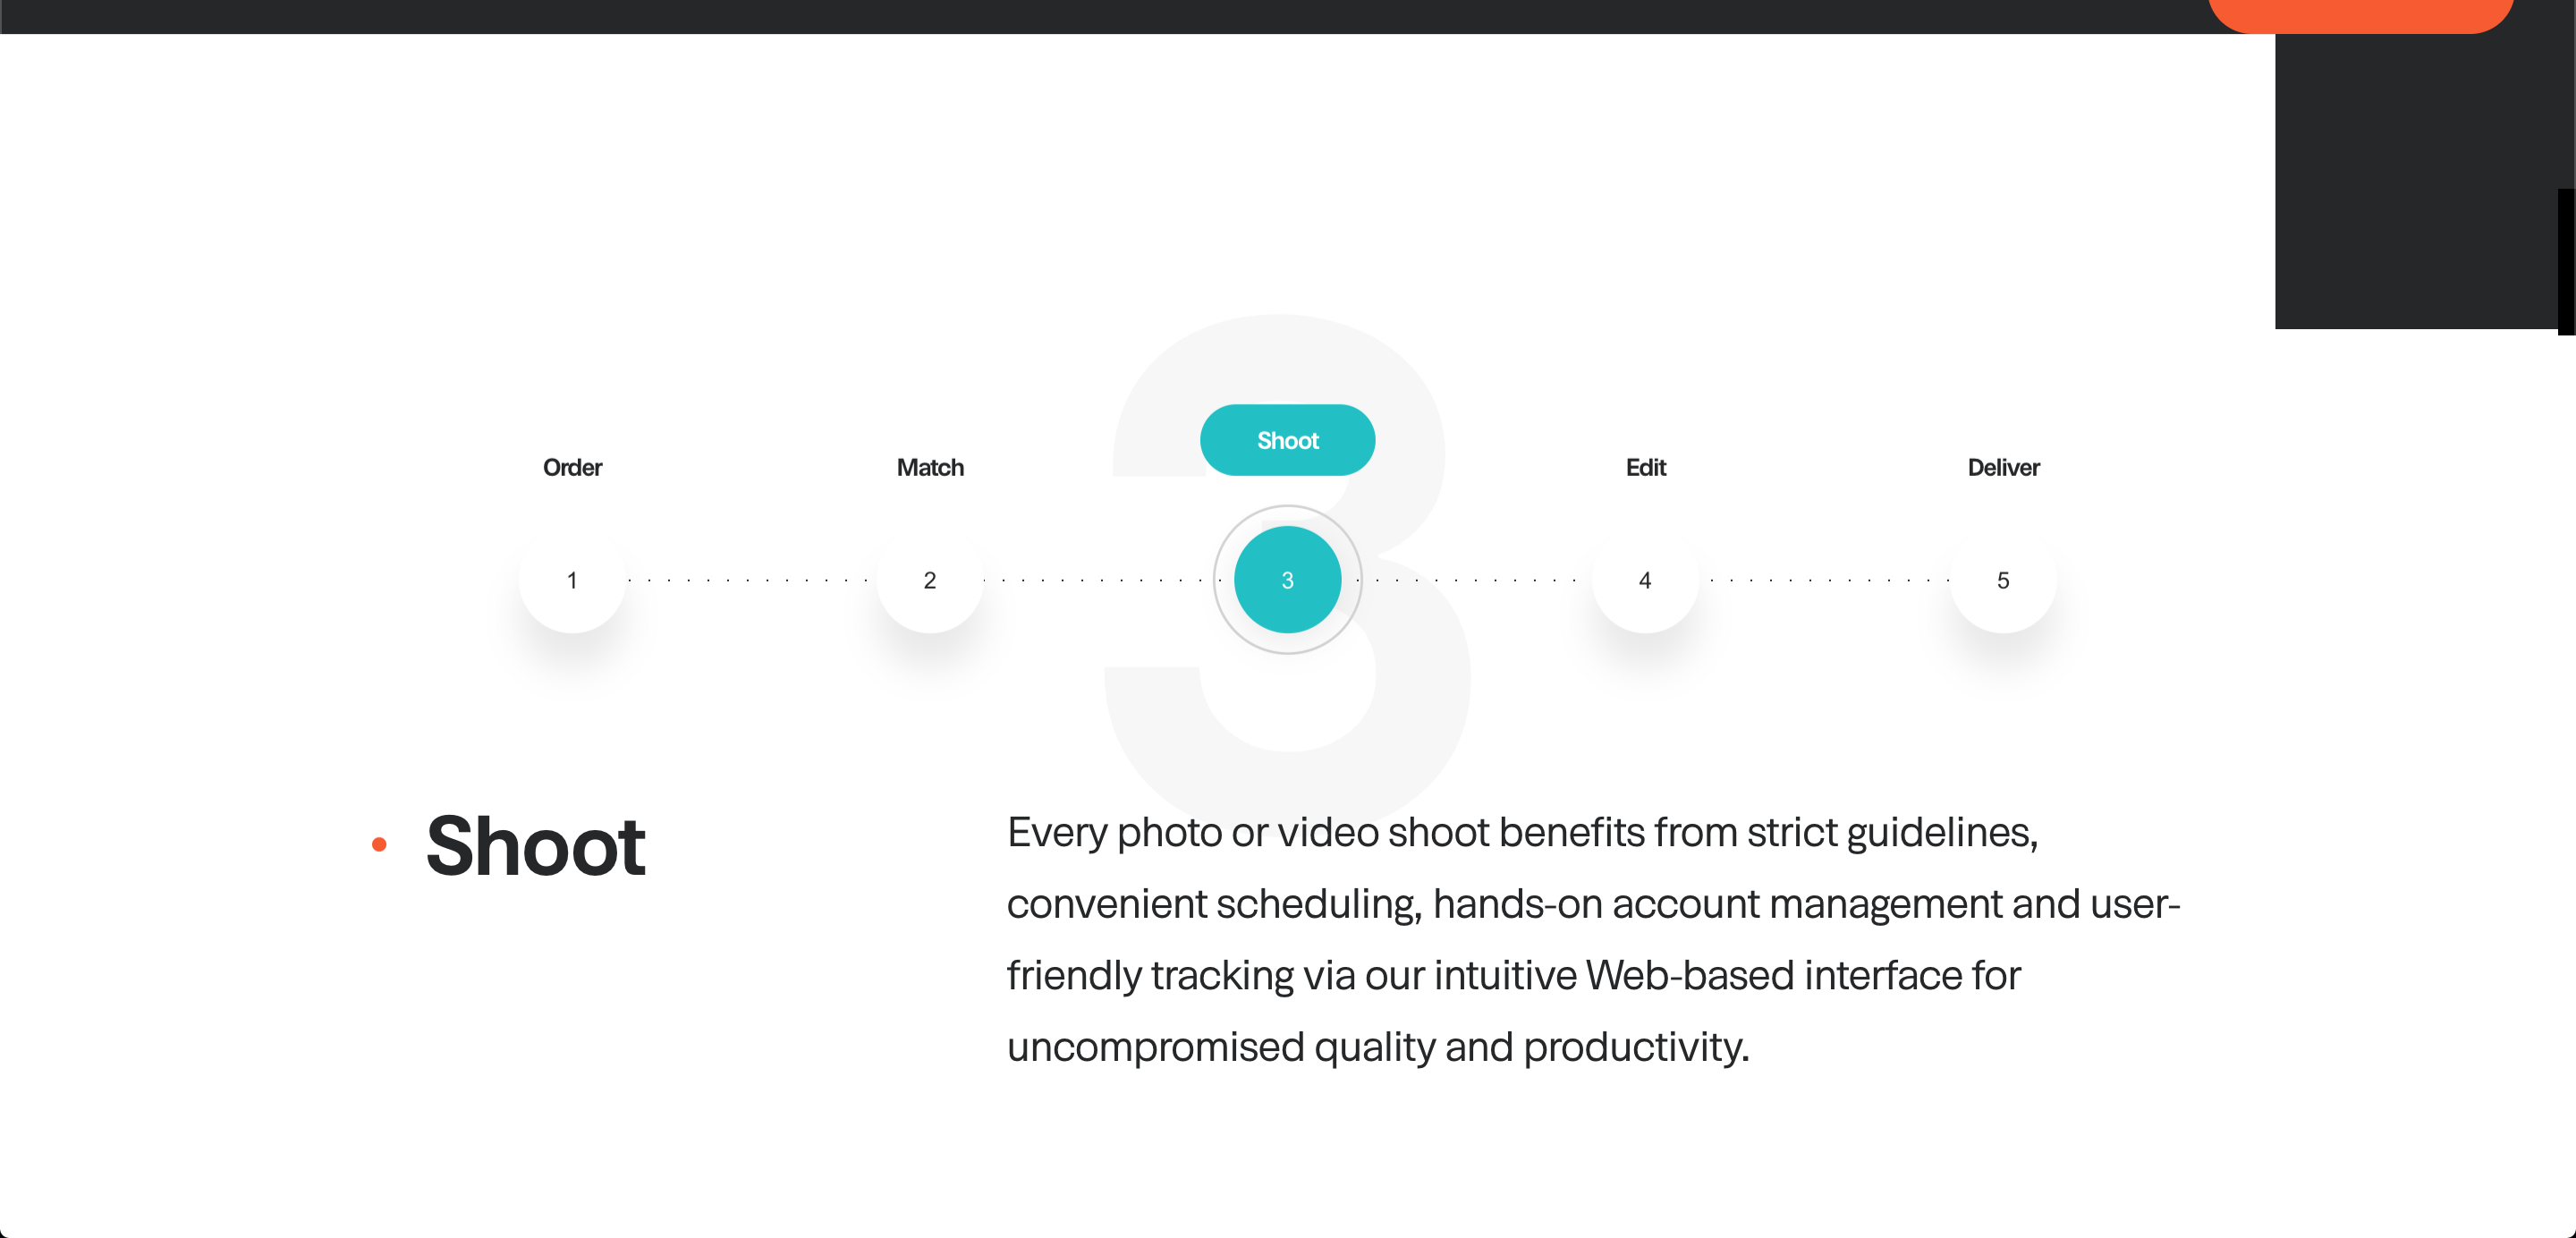 Order
Match
Shoot
Edit
Deliver
1
2
3
4
5
3
Shoot
Every photo or video shoot benefits from strict guidelines,
convenient scheduling, hands-on account management and user-
friendly tracking via our intuitive Web-based interface for
uncompromised quality and productivity.